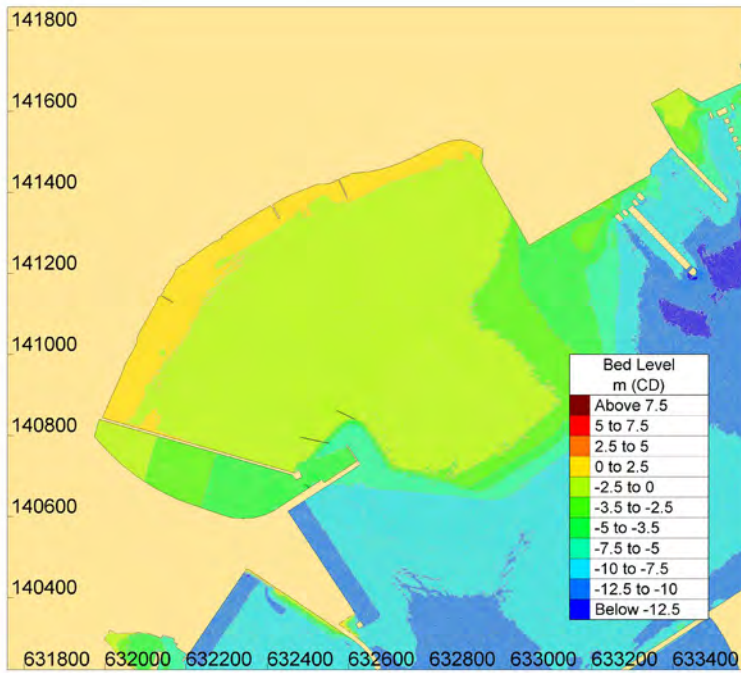 141800
141600
141400
141200
141000
140800
140600
140400
631800 632000 632200 632400 632600 632800 633000 633200 633400
Bed Level
m (CD)
Above 7.5
5 to 7.5
2.5 to 5
0 to 2.5
-2.5 to 0
-3.5 to -2.5
-5 to -3.5
-7.5 to -5
-10 to -7.5
-12.5 to -10
Below -12.5